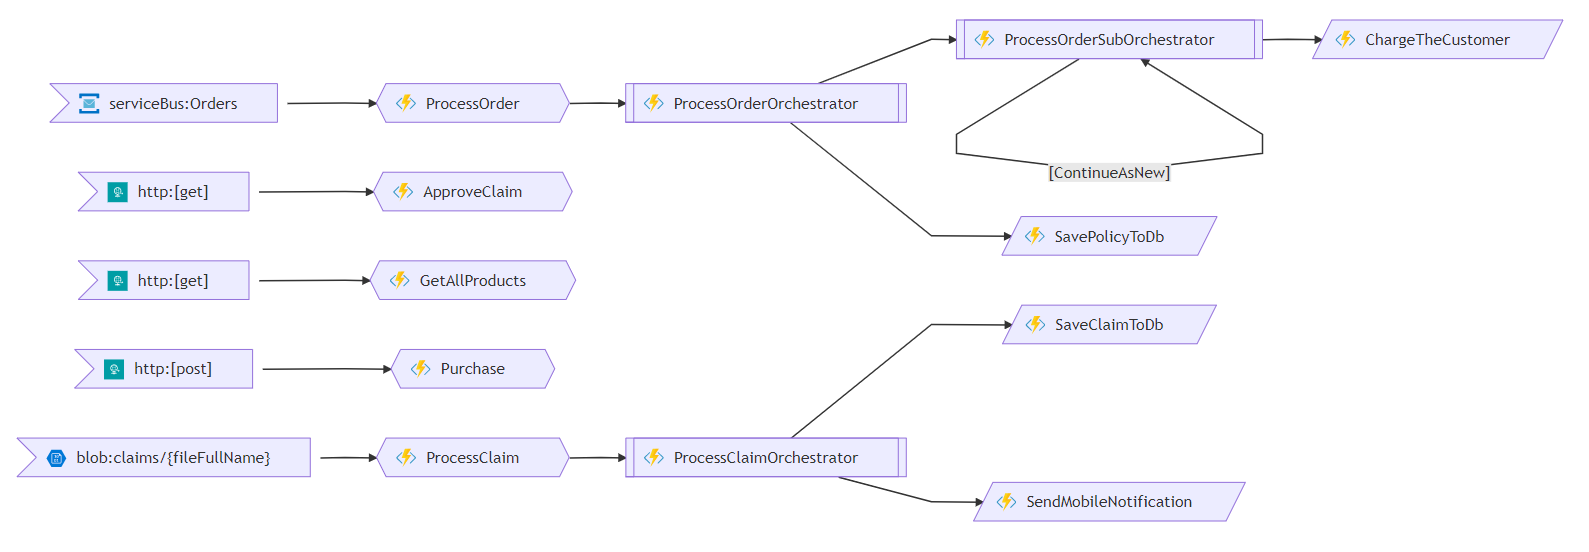 serviceBus:Orders
ProcessOrder
ProcessOrderOrchestrator
ProcessOrderSubOrchestrator
ChargeTheCustomer
[ContinueAsNew]
SavePolicyToDb
http:[get]
ApproveClaim
http:[get]
GetAllProducts
http:[post]
Purchase
blob:claims/{fileFullName}
ProcessClaim
ProcessClaimOrchestrator
SaveClaimToDb
SendMobileNotification